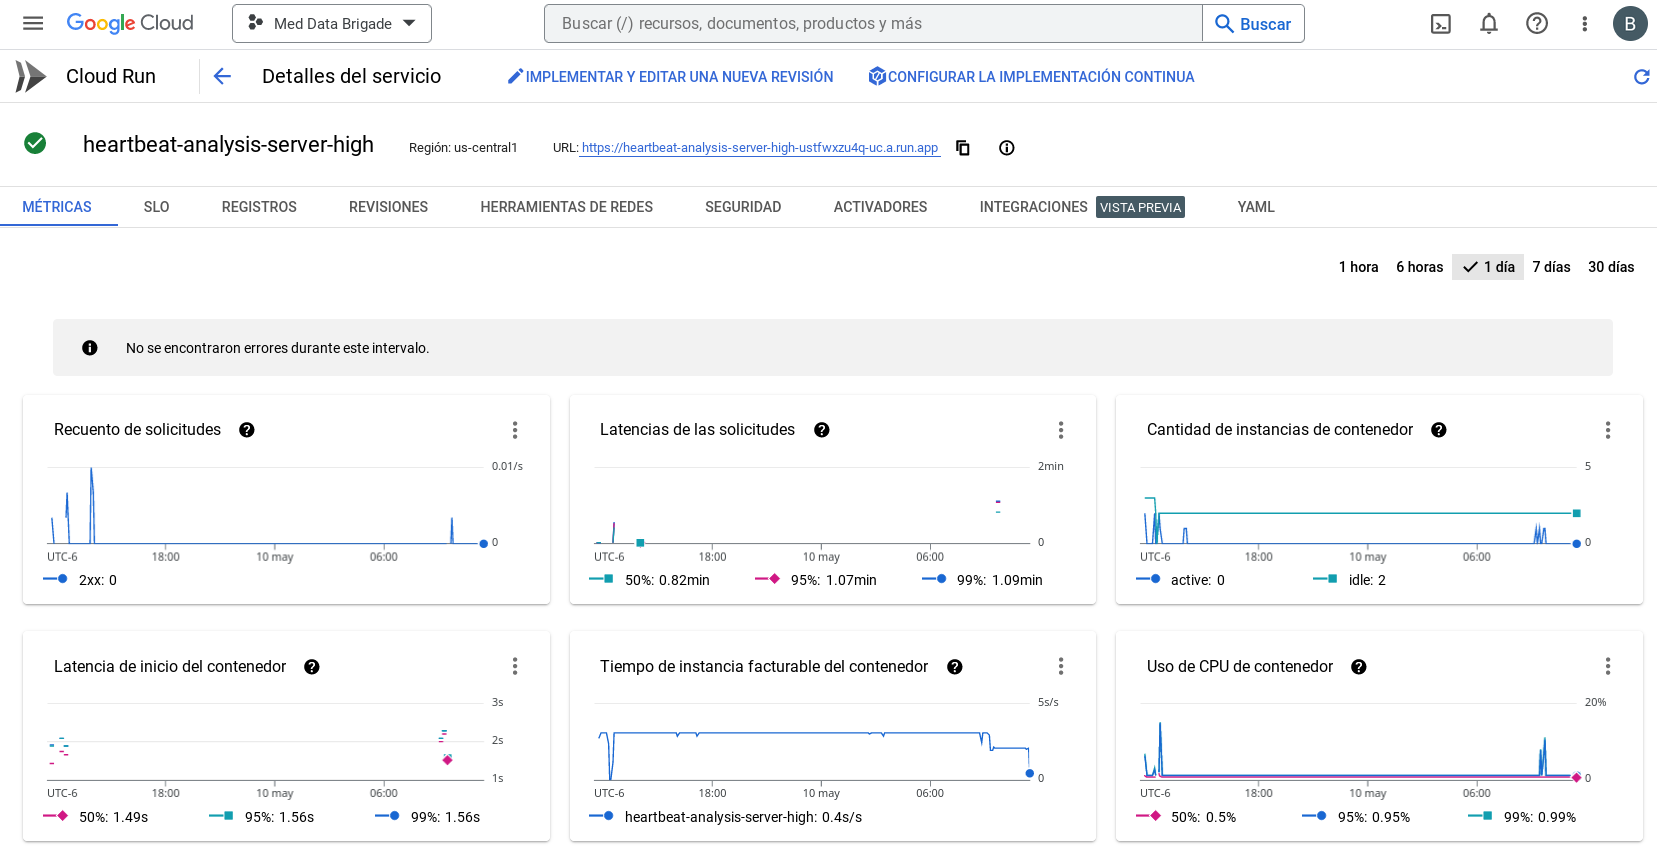 Google Cloud
Med Data Brigade
Buscar (/) recursos, documentos, productos y más
Buscar
B
Cloud Run
Detalles del servicio
IMPLEMENTAR Y EDITAR UNA NUEVA REVISIÓN
CONFIGURAR LA IMPLEMENTACIÓN CONTINUA
heartbeat-analysis-server-high
Región: us-central1
URL: https://heartbeat-analysis-server-high-ustfwxzu4q-uc.a.run.app
MÉTRICAS
SLO
REGISTROS
REVISIONES
HERRAMIENTAS DE REDES
SEGURIDAD
ACTIVADORES
INTEGRACIONES
VISTA PREVIA
YAML
1 hora
6 horas
1 día
7 días
30 días
No se encontraron errores durante este intervalo.
Recuento de solicitudes
0.01/s
0
UTC-6
18:00
10 may
06:00
2xx: 0
Latencias de las solicitudes
2min
0
UTC-6
18:00
10 may
06:00
50%: 0.82min
95%: 1.07min
99%: 1.09min
Cantidad de instancias de contenedor
5
0
UTC-6
18:00
10 may
06:00
active: 0
idle: 2
Latencia de inicio del contenedor
3s
2s
1s
UTC-6
18:00
10 may
06:00
50%: 1.49s
95%: 1.56s
99%: 1.56s
Tiempo de instancia facturable del contenedor
5s/s
0
UTC-6
18:00
10 may
06:00
heartbeat-analysis-server-high: 0.4s/s
Uso de CPU de contenedor
20%
0
UTC-6
18:00
10 may
06:00
50%: 0.5%
95%: 0.95%
99%: 0.99%